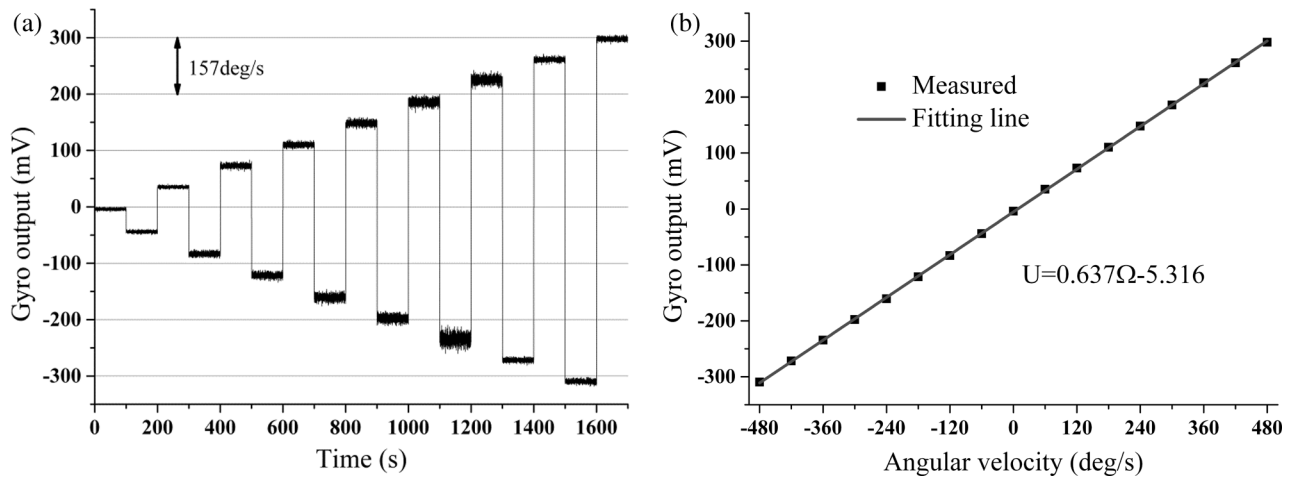 (a)
300
200
100
0
-100
-200
-300
Gyro output (mV)
157deg/s
0 200 400 600 800 1000 1200 1400 1600
Time (s)
(b)
300
200
100
0
-100
-200
-300
Gyro output (mV)
Measured
Fitting line
U=0.637Ω-5.316
-480 -360 -240 -120 0 120 240 360 480
Angular velocity (deg/s)